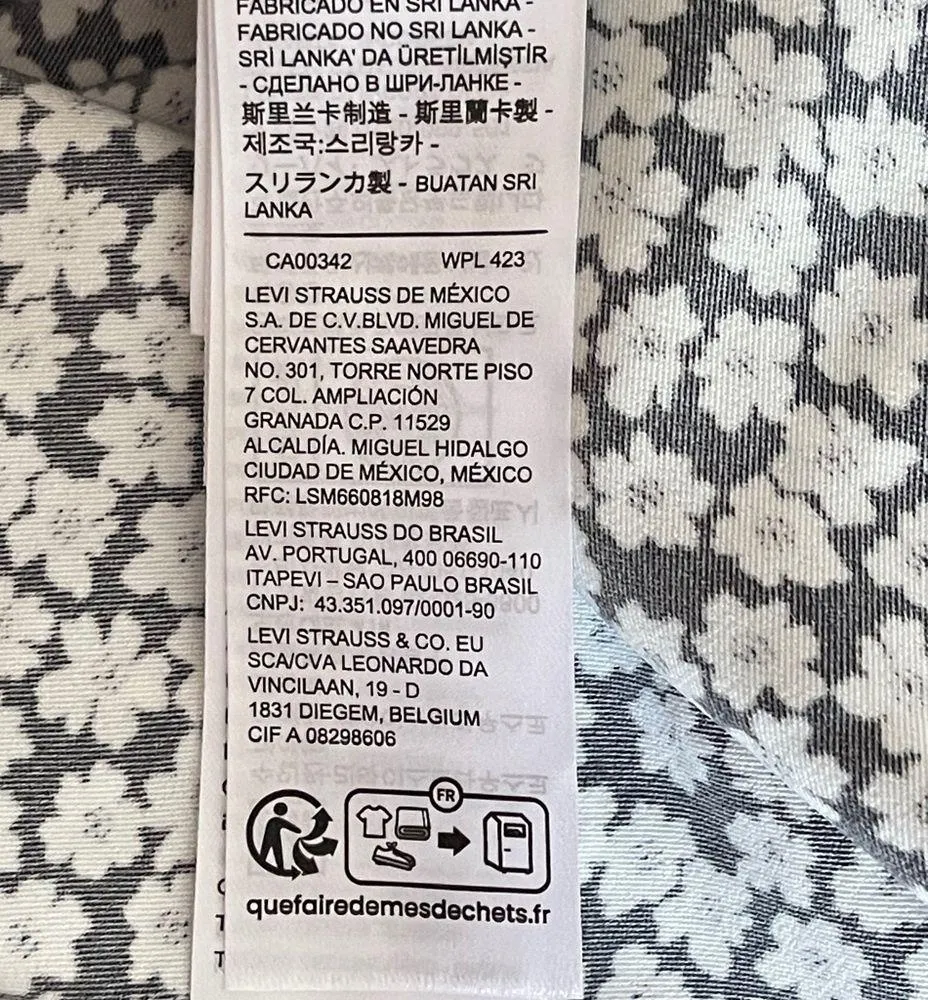 FABRICADO EN SRI LANKA -
FABRICADO NO SRI LANKA -
SRİ LANKA' DA ÜRETİLMİŞTİR
- СДЕЛАНО В ШРИ-ЛАНКЕ -
斯里兰卡制造 - 斯里蘭卡製 -
제조국:스리랑카 -
スリランカ製 - BUATAN SRI
LANKA
CA00342 WPL 423
LEVI STRAUSS DE MÉXICO
S.A. DE C.V.BLVD. MIGUEL DE
CERVANTES SAAVEDRA
NO. 301, TORRE NORTE PISO
7 COL. AMPLIACIÓN
GRANADA C.P. 11529
ALCALDÍA. MIGUEL HIDALGO
CIUDAD DE MÉXICO, MÉXICO
RFC: LSM660818M98
LEVI STRAUSS DO BRASIL
AV. PORTUGAL, 400 06690-110
ITAPEVI – SAO PAULO BRASIL
CNPJ: 43.351.097/0001-90
LEVI STRAUSS & CO. EU
SCA/CVA LEONARDO DA
VINCILAAN, 19 - D
1831 DIEGEM, BELGIUM
CIF A 08298606
FR
quefairedemesdechets.fr